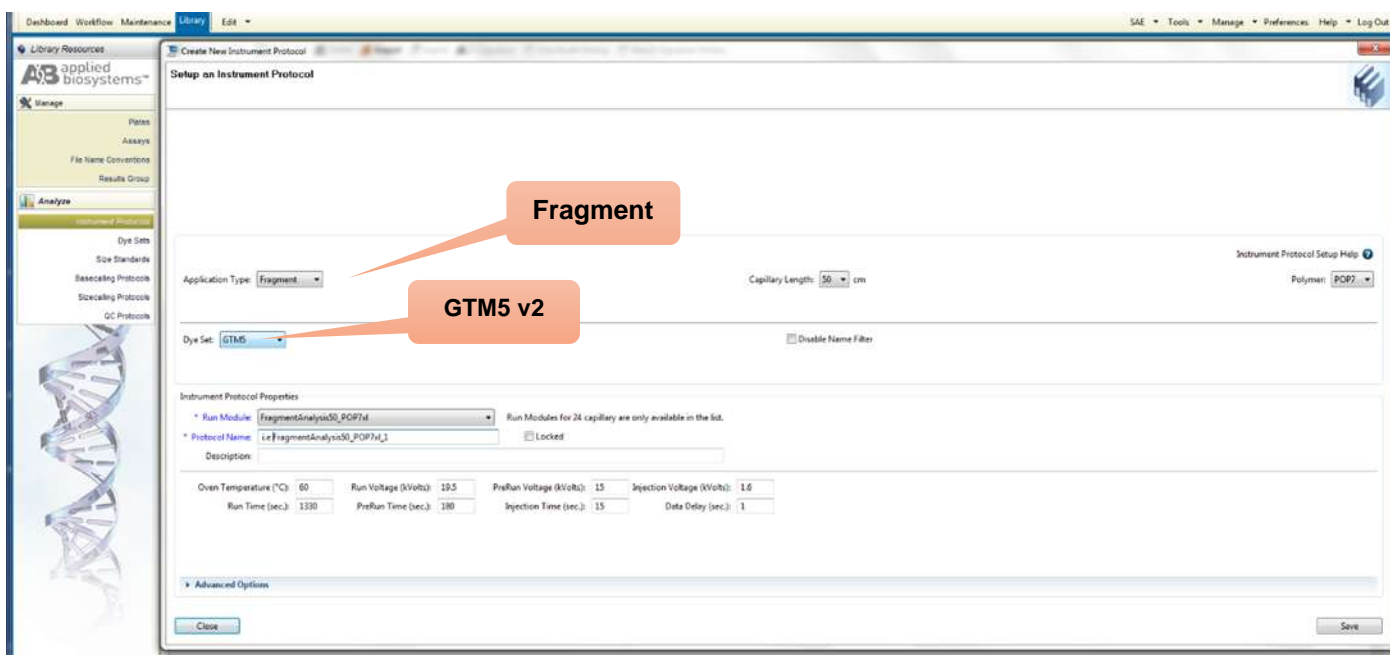 Dashboard Workflow Maintenance Library Edit
SAE Tools Manage Preferences Help Log Out
Library Resources
Create New Instrument Protocol
AB applied biosystems™
Setup an Instrument Protocol
Manage
Plates
Assays
File Name Conventions
Results Group
Analyze
Instrument Protocols
Dye Sets
Size Standards
Basecalling Protocols
Sizecalling Protocols
QC Protocols
Fragment
Instrument Protocol Setup Help
Application Type: Fragment
Capillary Length: 50 cm
Polymer: POP7
GTM5 v2
Dye Set: GTM5
Disable Name Filter
Instrument Protocol Properties
* Run Module: FragmentAnalysis50_POP7xl
Run Modules for 24 capillary are only available in the list.
* Protocol Name: i.e FragmentAnalysis50_POP7xl_1
Locked
Description:
Oven Temperature (°C): 60 Run Voltage (kVolts): 19.5 PreRun Voltage (kVolts): 15 Injection Voltage (kVolts): 1.6
Run Time (sec.): 1330 PreRun Time (sec.): 180 Injection Time (sec.): 15 Data Delay (sec.): 1
Advanced Options
Close
Save